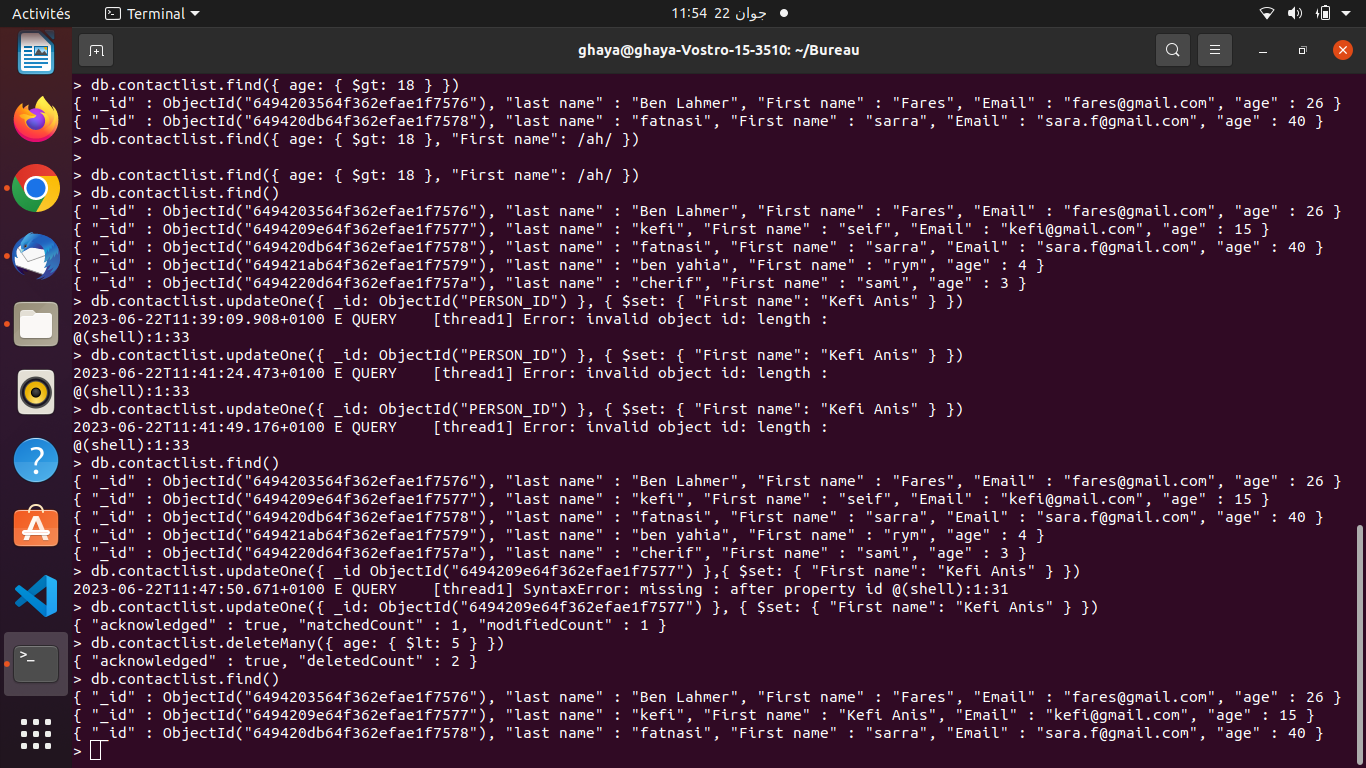 Activités Terminal 11:54 22 جوان
ghaya@ghaya-Vostro-15-3510: ~/Bureau
> db.contactlist.find({ age: { $gt: 18 } })
{ "_id" : ObjectId("6494203564f362efae1f7576"), "last name" : "Ben Lahmer", "First name" : "Fares", "Email" : "fares@gmail.com", "age" : 26 }
{ "_id" : ObjectId("649420db64f362efae1f7578"), "last name" : "fatnasi", "First name" : "sarra", "Email" : "sara.f@gmail.com", "age" : 40 }
> db.contactlist.find({ age: { $gt: 18 }, "First name": /ah/ })
>
> db.contactlist.find({ age: { $gt: 18 }, "First name": /ah/ })
> db.contactlist.find()
{ "_id" : ObjectId("6494203564f362efae1f7576"), "last name" : "Ben Lahmer", "First name" : "Fares", "Email" : "fares@gmail.com", "age" : 26 }
{ "_id" : ObjectId("6494209e64f362efae1f7577"), "last name" : "kefi", "First name" : "seif", "Email" : "kefi@gmail.com", "age" : 15 }
{ "_id" : ObjectId("649420db64f362efae1f7578"), "last name" : "fatnasi", "First name" : "sarra", "Email" : "sara.f@gmail.com", "age" : 40 }
{ "_id" : ObjectId("649421ab64f362efae1f7579"), "last name" : "ben yahia", "First name" : "rym", "age" : 4 }
{ "_id" : ObjectId("6494220d64f362efae1f757a"), "last name" : "cherif", "First name" : "sami", "age" : 3 }
> db.contactlist.updateOne({ _id: ObjectId("PERSON_ID") }, { $set: { "First name": "Kefi Anis" } })
2023-06-22T11:39:09.908+0100 E QUERY    [thread1] Error: invalid object id: length :
@(shell):1:33
> db.contactlist.updateOne({ _id: ObjectId("PERSON_ID") }, { $set: { "First name": "Kefi Anis" } })
2023-06-22T11:41:24.473+0100 E QUERY    [thread1] Error: invalid object id: length :
@(shell):1:33
> db.contactlist.updateOne({ _id: ObjectId("PERSON_ID") }, { $set: { "First name": "Kefi Anis" } })
2023-06-22T11:41:49.176+0100 E QUERY    [thread1] Error: invalid object id: length :
@(shell):1:33
> db.contactlist.find()
{ "_id" : ObjectId("6494203564f362efae1f7576"), "last name" : "Ben Lahmer", "First name" : "Fares", "Email" : "fares@gmail.com", "age" : 26 }
{ "_id" : ObjectId("6494209e64f362efae1f7577"), "last name" : "kefi", "First name" : "seif", "Email" : "kefi@gmail.com", "age" : 15 }
{ "_id" : ObjectId("649420db64f362efae1f7578"), "last name" : "fatnasi", "First name" : "sarra", "Email" : "sara.f@gmail.com", "age" : 40 }
{ "_id" : ObjectId("649421ab64f362efae1f7579"), "last name" : "ben yahia", "First name" : "rym", "age" : 4 }
{ "_id" : ObjectId("6494220d64f362efae1f757a"), "last name" : "cherif", "First name" : "sami", "age" : 3 }
> db.contactlist.updateOne({ _id ObjectId("6494209e64f362efae1f7577") },{ $set: { "First name": "Kefi Anis" } })
2023-06-22T11:47:50.671+0100 E QUERY    [thread1] SyntaxError: missing : after property id @(shell):1:31
> db.contactlist.updateOne({ _id: ObjectId("6494209e64f362efae1f7577") }, { $set: { "First name": "Kefi Anis" } })
{ "acknowledged" : true, "matchedCount" : 1, "modifiedCount" : 1 }
> db.contactlist.deleteMany({ age: { $lt: 5 } })
{ "acknowledged" : true, "deletedCount" : 2 }
> db.contactlist.find()
{ "_id" : ObjectId("6494203564f362efae1f7576"), "last name" : "Ben Lahmer", "First name" : "Fares", "Email" : "fares@gmail.com", "age" : 26 }
{ "_id" : ObjectId("6494209e64f362efae1f7577"), "last name" : "kefi", "First name" : "Kefi Anis", "Email" : "kefi@gmail.com", "age" : 15 }
{ "_id" : ObjectId("649420db64f362efae1f7578"), "last name" : "fatnasi", "First name" : "sarra", "Email" : "sara.f@gmail.com", "age" : 40 }
>